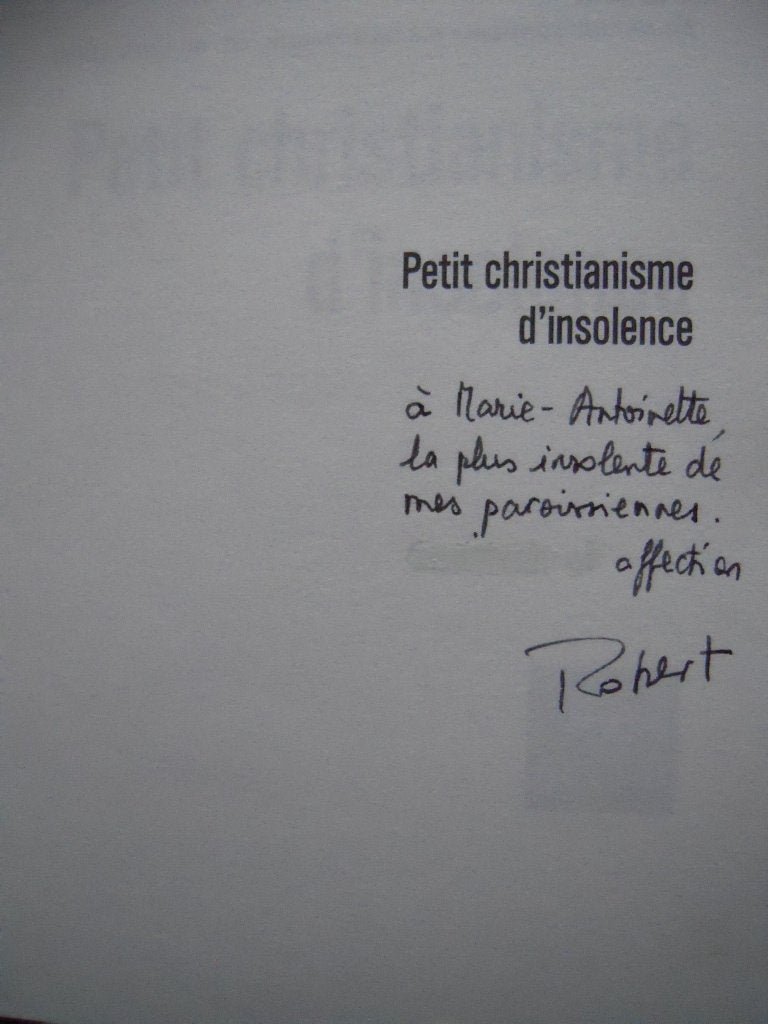 Petit christianisme
d'insolence
à Marie-Antoinette,
la plus insolente de
mes paroissiennes.
affection
Robert